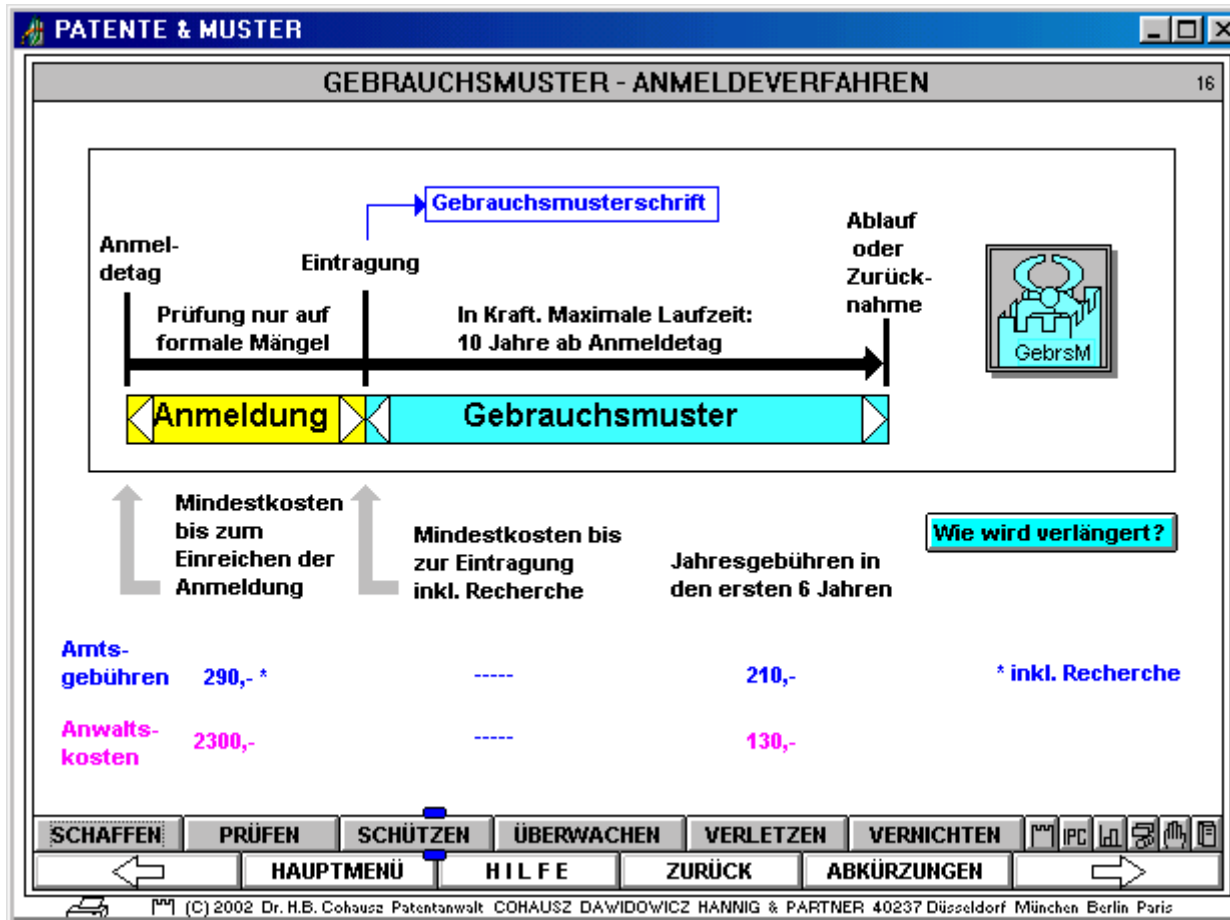 PATENTE & MUSTER
GEBRAUCHSMUSTER - ANMELDEVERFAHREN
16
Gebrauchsmusterschrift
Anmel-
detag
Eintragung
Ablauf
oder
Zurück-
nahme
Prüfung nur auf
formale Mängel
In Kraft. Maximale Laufzeit:
10 Jahre ab Anmeldetag
GebrsM
Anmeldung
Gebrauchsmuster
Mindestkosten
bis zum
Einreichen der
Anmeldung
Mindestkosten bis
zur Eintragung
inkl. Recherche
Jahresgebühren in
den ersten 6 Jahren
Wie wird verlängert?
Amts-
gebühren 290,- * ----- 210,- * inkl. Recherche
Anwalts-
kosten 2300,- ----- 130,-
SCHAFFEN PRÜFEN SCHÜTZEN ÜBERWACHEN VERLETZEN VERNICHTEN IPC
HAUPTMENÜ HILFE ZURÜCK ABKÜRZUNGEN
(C) 2002 Dr. H.B. Cohausz Patentanwalt COHAUSZ DAWIDOWICZ HANNIG & PARTNER 40237 Düsseldorf München Berlin Paris